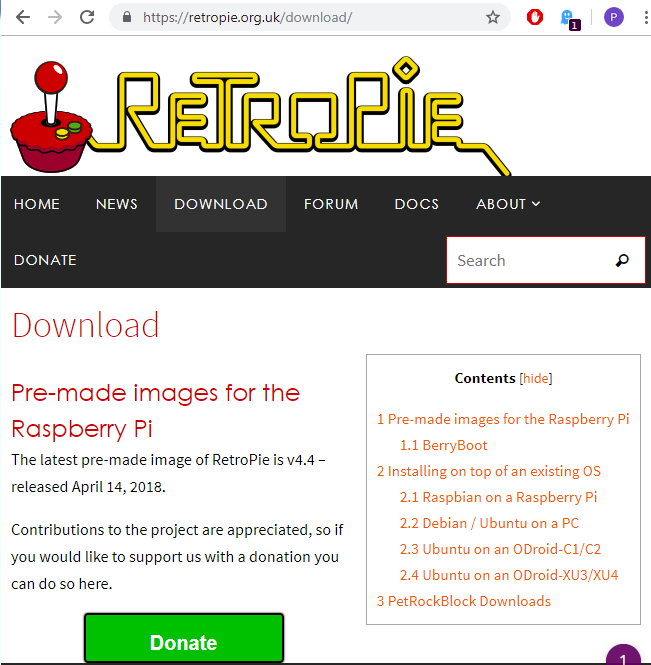 https://retropie.org.uk/download/
1
P
RETROPIE
HOME NEWS DOWNLOAD FORUM DOCS ABOUT
DONATE
Search
Download
Pre-made images for the
Raspberry Pi
The latest pre-made image of RetroPie is v4.4 –
released April 14, 2018.
Contributions to the project are appreciated, so if
you would like to support us with a donation you
can do so here.
Donate
Contents [hide]
1 Pre-made images for the Raspberry Pi
1.1 BerryBoot
2 Installing on top of an existing OS
2.1 Raspbian on a Raspberry Pi
2.2 Debian / Ubuntu on a PC
2.3 Ubuntu on an ODroid-C1/C2
2.4 Ubuntu on an ODroid-XU3/XU4
3 PetRockBlock Downloads
1